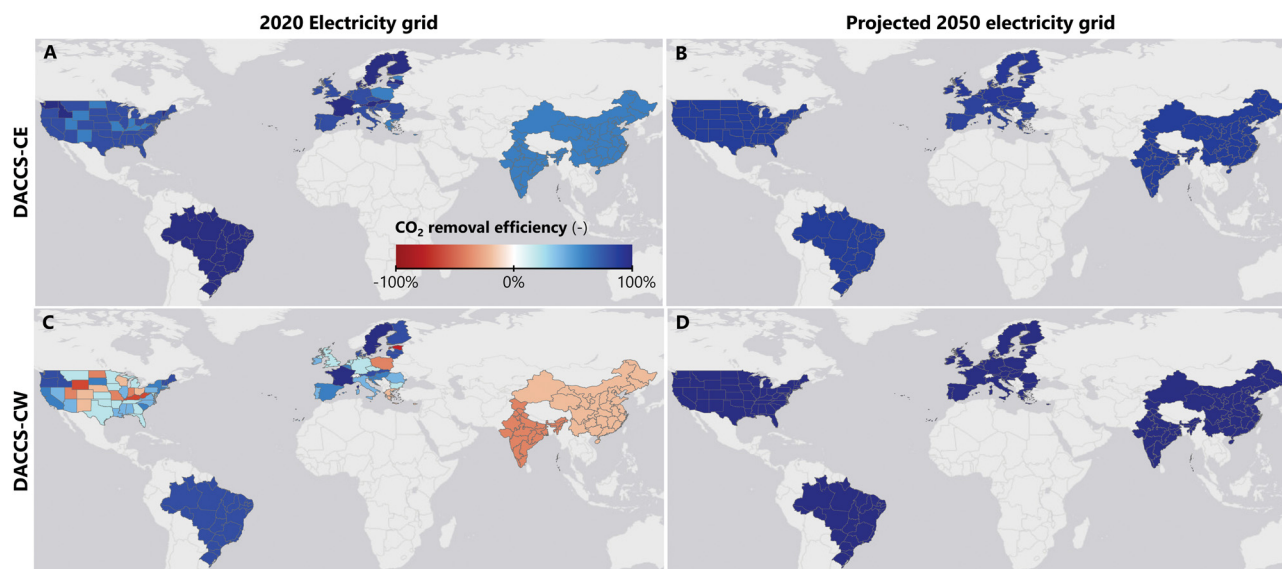 2020 Electricity grid
Projected 2050 electricity grid
DACCS-CE
A
B
CO₂ removal efficiency (-)
-100%
0%
100%
DACCS-CW
C
D